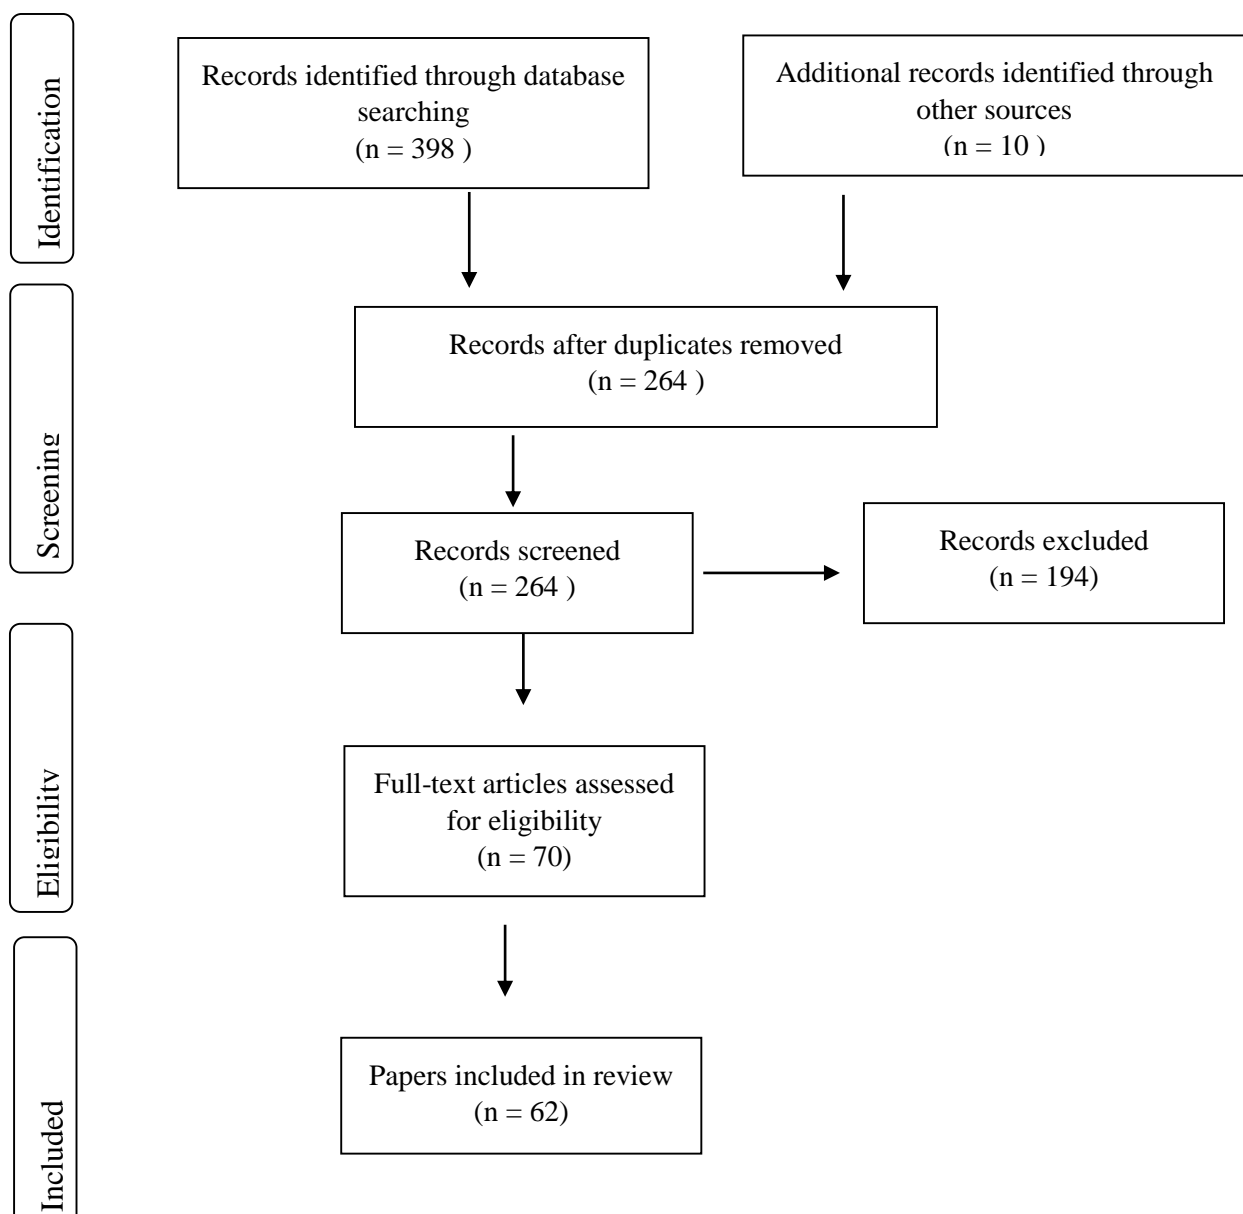 Identification
Records identified through database
searching
(n = 398 )
Additional records identified through
other sources
(n = 10 )
Screening
Records after duplicates removed
(n = 264 )
Records screened
(n = 264 )
Records excluded
(n = 194)
Eligibility
Full-text articles assessed
for eligibility
(n = 70)
Included
Papers included in review
(n = 62)